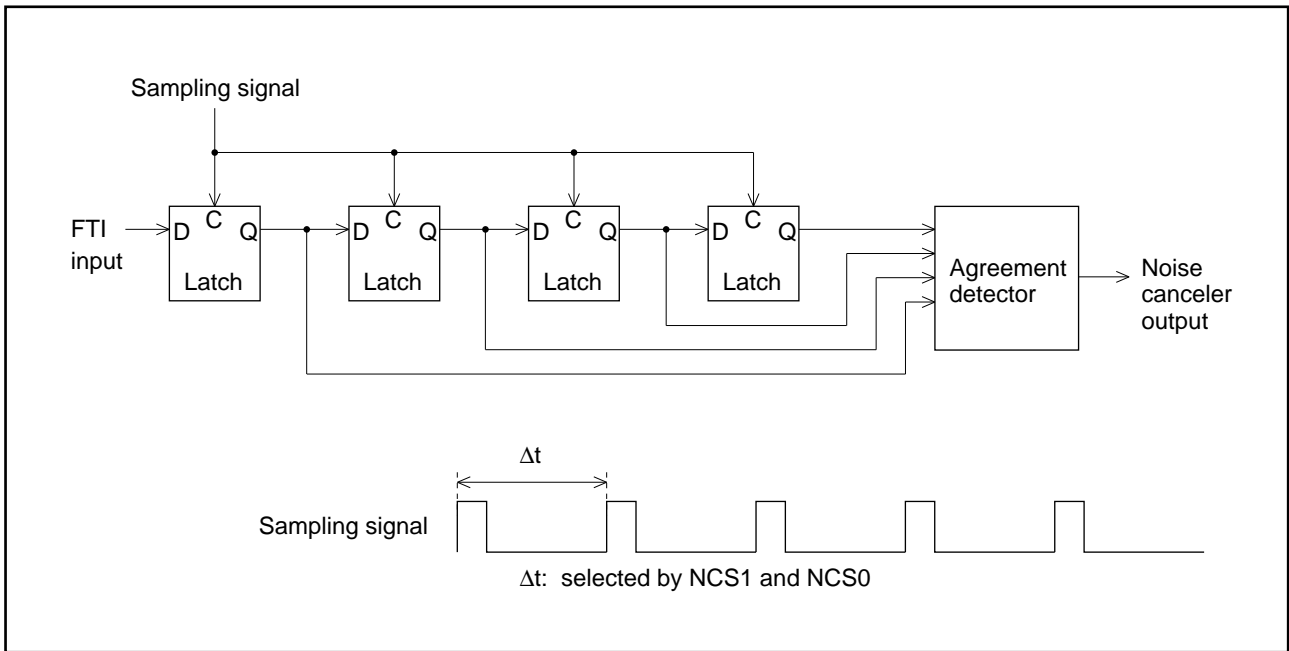 Sampling signal
FTI
input
D
C
Q
Latch
D
C
Q
Latch
D
C
Q
Latch
D
C
Q
Latch
Agreement
detector
Noise
canceler
output
Δt
Sampling signal
Δt: selected by NCS1 and NCS0